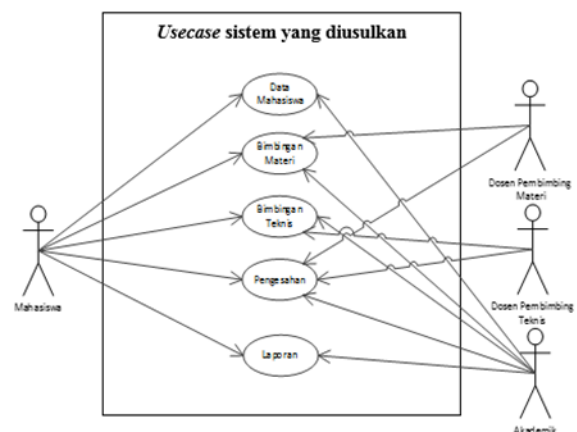 Usecase sistem yang diusulkan
Data
Mahasiswa
Bimbingan
Materi
Bimbingan
Teknis
Pengesahan
Laporan
Mahasiswa
Dosen Pembimbing
Materi
Dosen Pembimbing
Teknis
Akademik